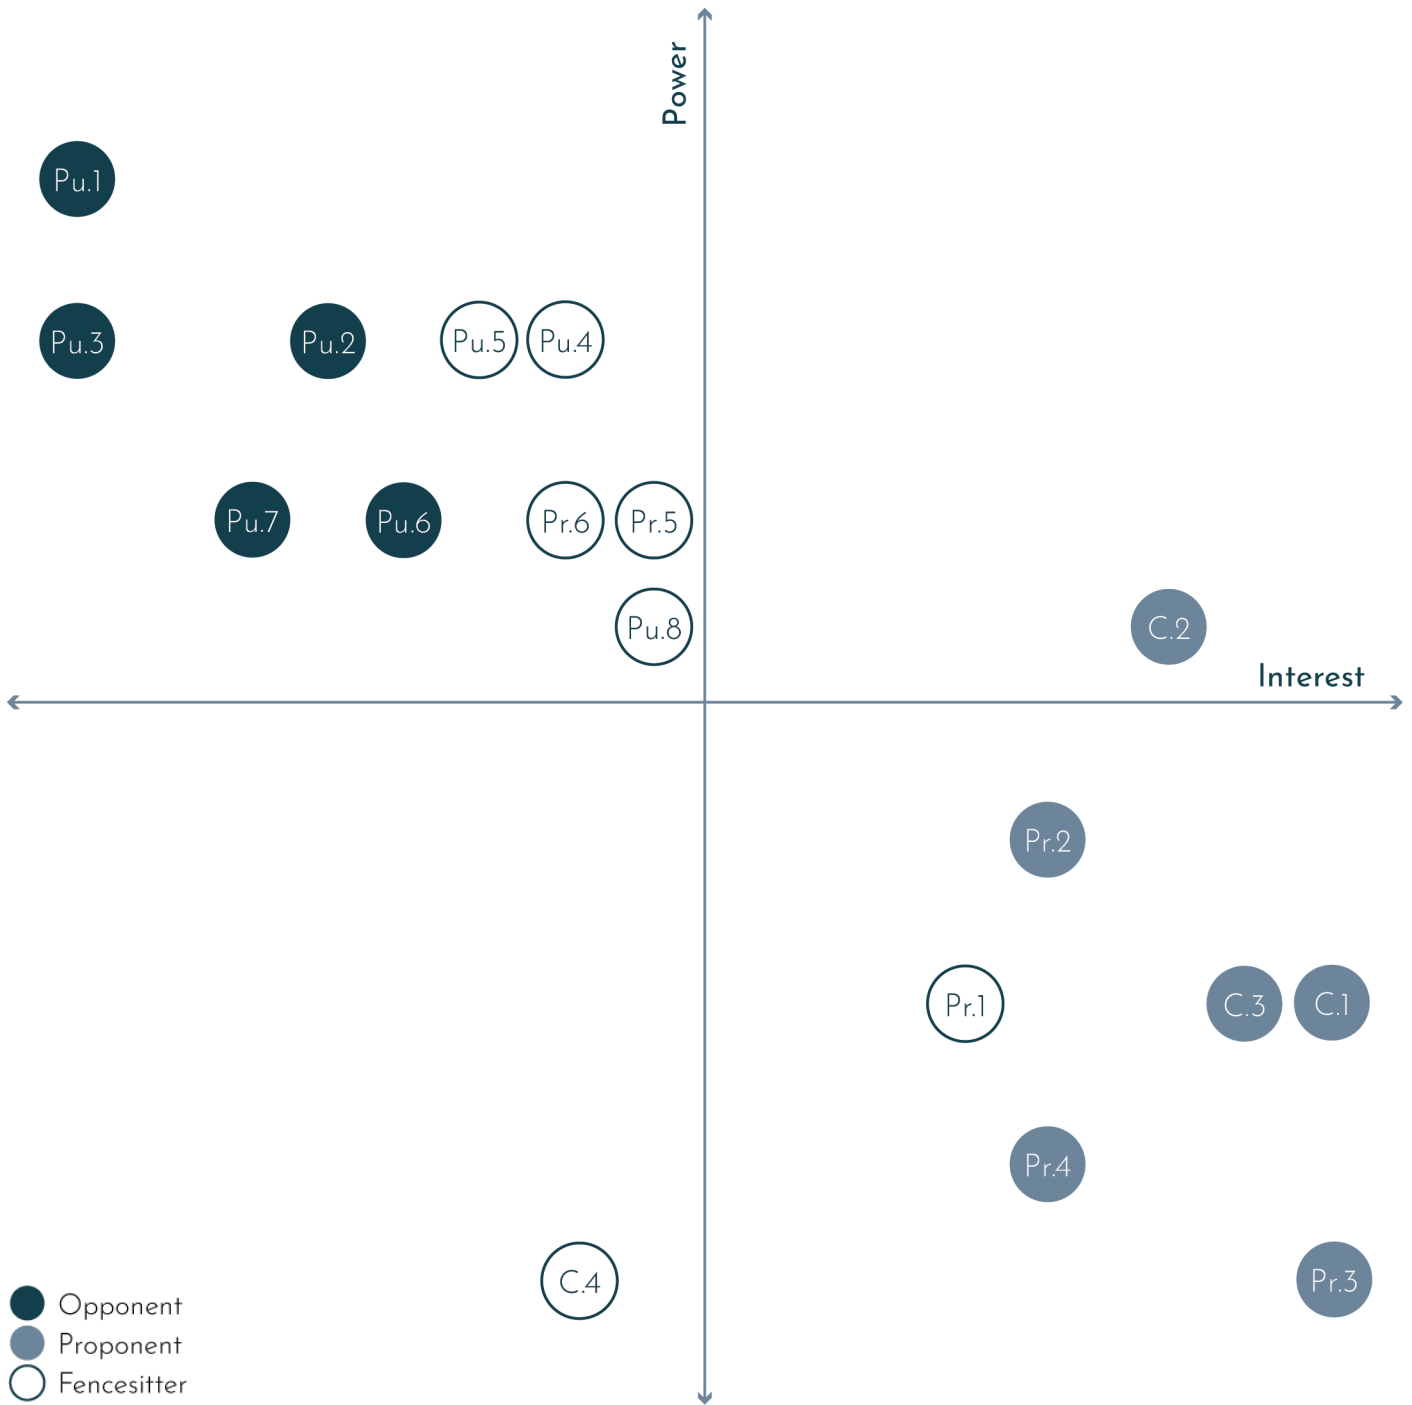 Power
Pu.1
Pu.3
Pu.2
Pu.5
Pu.4
Pu.7
Pu.6
Pr.6
Pr.5
Pu.8
C.2
Interest
Pr.2
Pr.1
C.3
C.1
Pr.4
C.4
Pr.3
Opponent
Proponent
Fencesitter